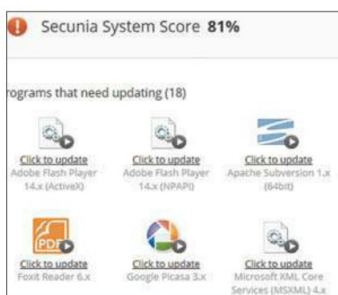 Secunia System Score 81%
rograms that need updating (18)
Click to update Click to update Click to update
Adobe Flash Player Adobe Flash Player Apache Subversion 1.x
14.x (ActiveX) 14.x (NPAPI) (64bit)
PDF
Click to update Click to update Click to update
Foxit Reader 6.x Google Picasa 3.x Microsoft XML Core
Services (MSXML) 4.x